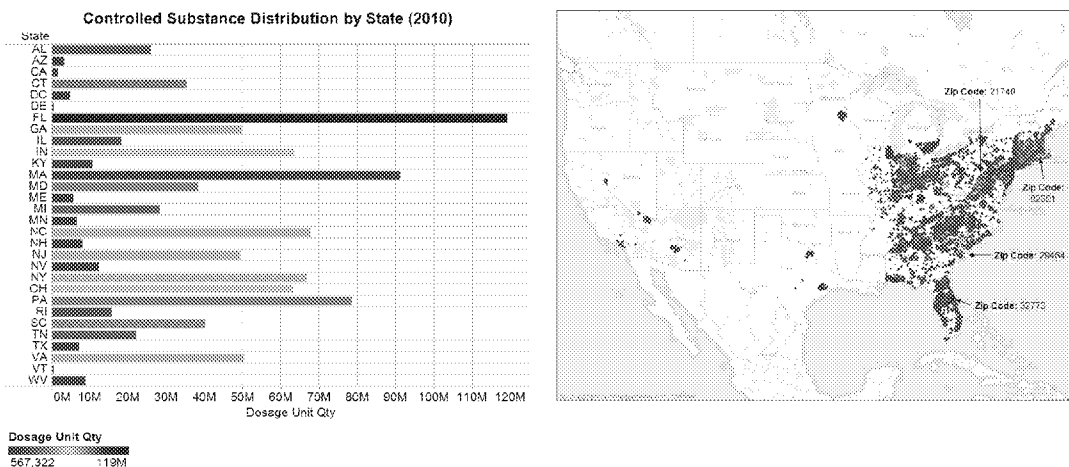 Controlled Substance Distribution by State (2010)
State
AL
AZ
CA
CT
DC
DE
FL
GA
IL
IN
KY
MA
MD
ME
MI
MN
NC
NH
NJ
NV
NY
OH
PA
RI
SC
TN
TX
VA
VT
WV
0M 10M 20M 30M 40M 50M 60M 70M 80M 90M 100M 110M 120M
Dosage Unit Qty
Dosage Unit Qty
567,322 119M
Zip Code: 21740
Zip Code:
Zip Code: 29464
Zip Code: 32773